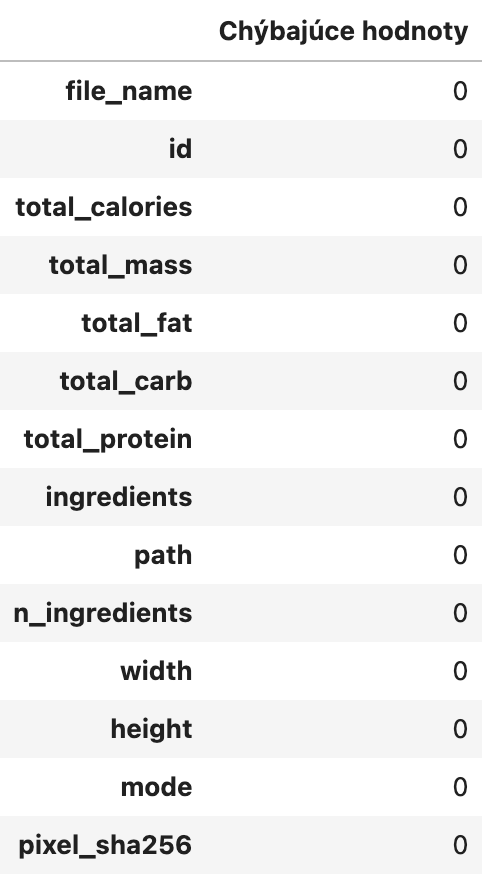 Chýbajúce hodnoty
file_name 0
id 0
total_calories 0
total_mass 0
total_fat 0
total_carb 0
total_protein 0
ingredients 0
path 0
n_ingredients 0
width 0
height 0
mode 0
pixel_sha256 0